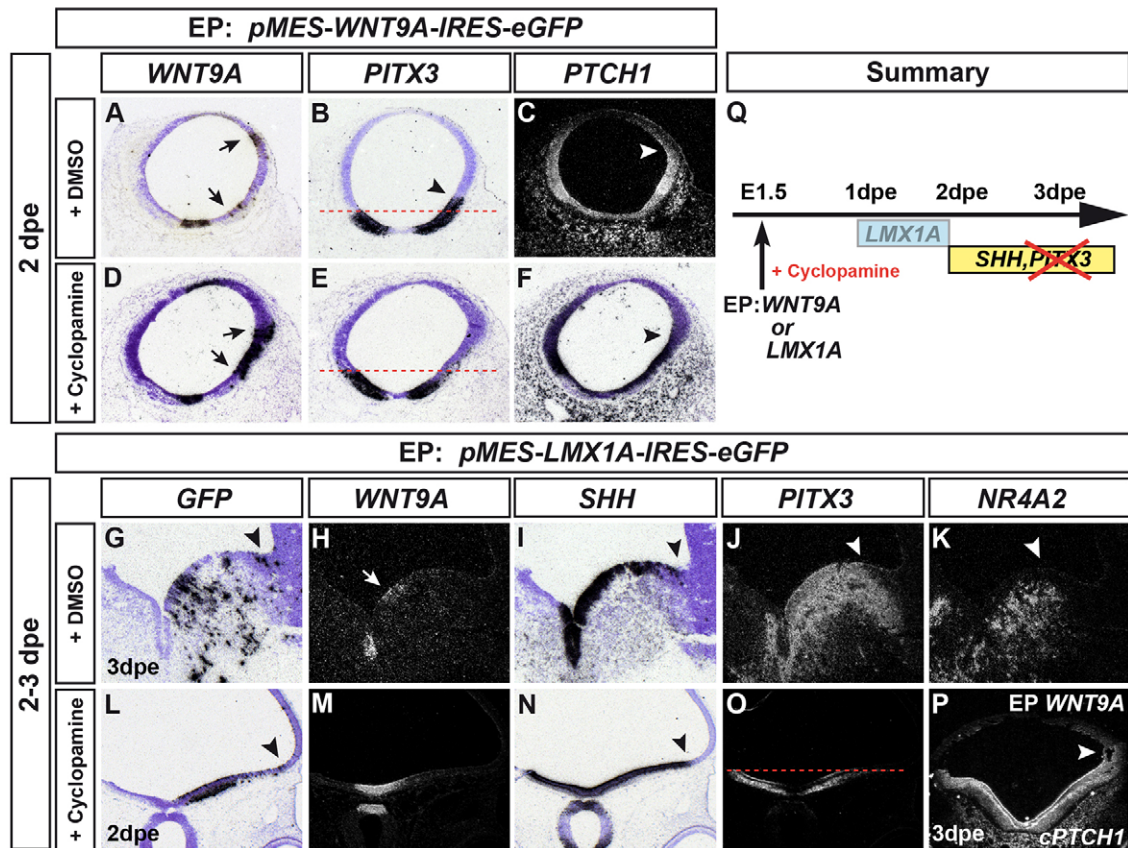 EP: pMES-WNT9A-IRES-eGFP
WNT9A PITX3 PTCH1 Summary
2 dpe
+ DMSO
A B C Q
E1.5 1dpe 2dpe 3dpe
LMX1A
SHH,PITX3
+ Cyclopamine
EP:WNT9A
or
LMX1A
+ Cyclopamine
D E F
EP: pMES-LMX1A-IRES-eGFP
GFP WNT9A SHH PITX3 NR4A2
2-3 dpe
+ DMSO
G H I J K
3dpe
+ Cyclopamine
L M N O P EP WNT9A
2dpe 3dpe cPTCH1